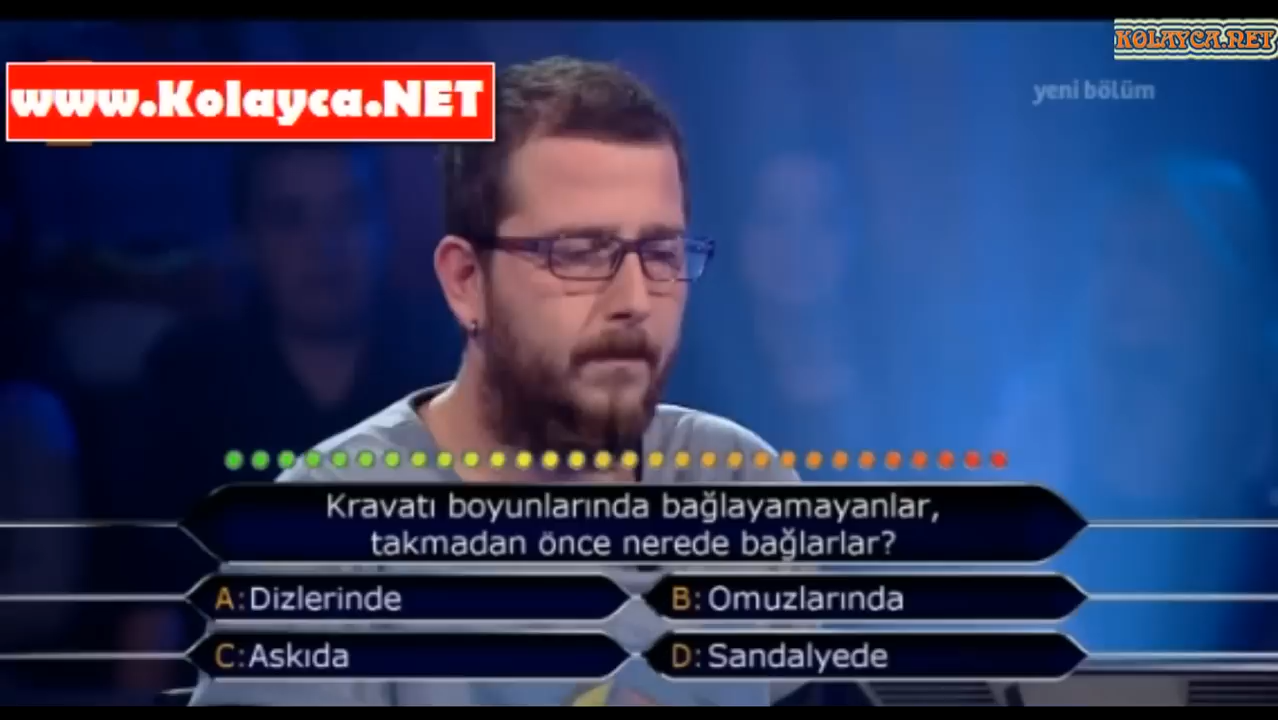 KOLAYCA.NET
www.Kolayca.NET
yeni bölüm
Kravatı boyunlarında bağlayamayanlar,
takmadan önce nerede bağlarlar?
A: Dizlerinde
B: Omuzlarında
C: Askıda
D: Sandalyede